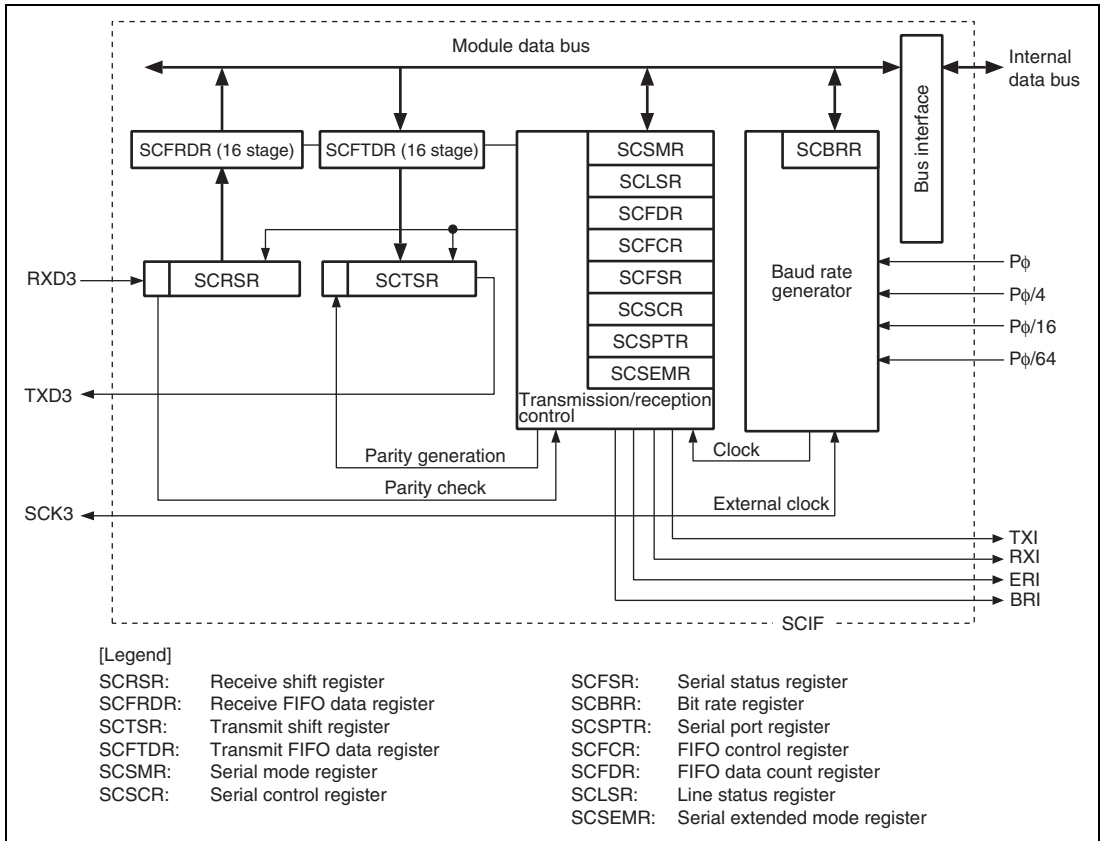 Module data bus
Internal
data bus
Bus interface
SCFRDR (16 stage)
SCFTDR (16 stage)
SCSMR
SCBRR
SCLSR
SCFDR
SCFCR
SCFSR
SCSCR
SCSPTR
SCSEMR
Transmission/reception
control
Baud rate
generator
RXD3
SCRSR
SCTSR
Pϕ
Pϕ/4
Pϕ/16
Pϕ/64
TXD3
Parity generation
Clock
Parity check
SCK3
External clock
TXI
RXI
ERI
BRI
SCIF
[Legend]
SCRSR: Receive shift register
SCFRDR: Receive FIFO data register
SCTSR: Transmit shift register
SCFTDR: Transmit FIFO data register
SCSMR: Serial mode register
SCSCR: Serial control register
SCFSR: Serial status register
SCBRR: Bit rate register
SCSPTR: Serial port register
SCFCR: FIFO control register
SCFDR: FIFO data count register
SCLSR: Line status register
SCSEMR: Serial extended mode register